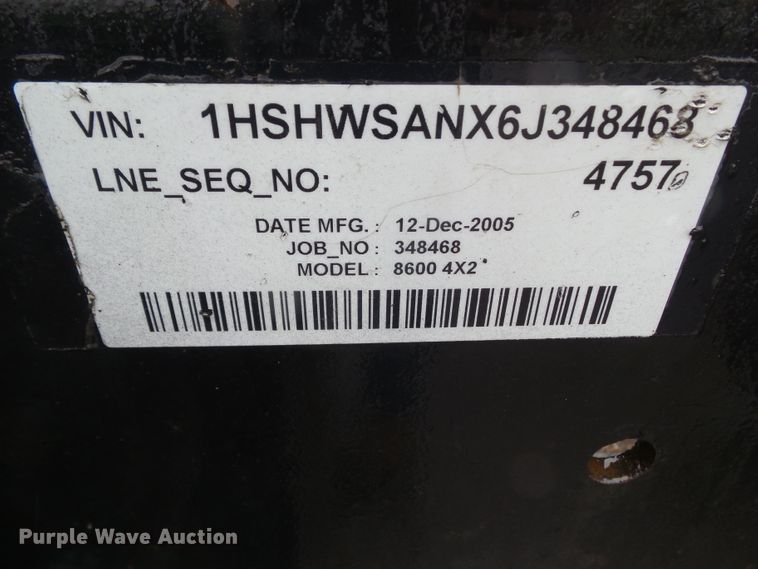 VIN: 1HSHWSANX6J348468
LNE_SEQ_NO: 4757
DATE MFG. : 12-Dec-2005
JOB_NO : 348468
MODEL : 8600 4X2
Purple Wave Auction